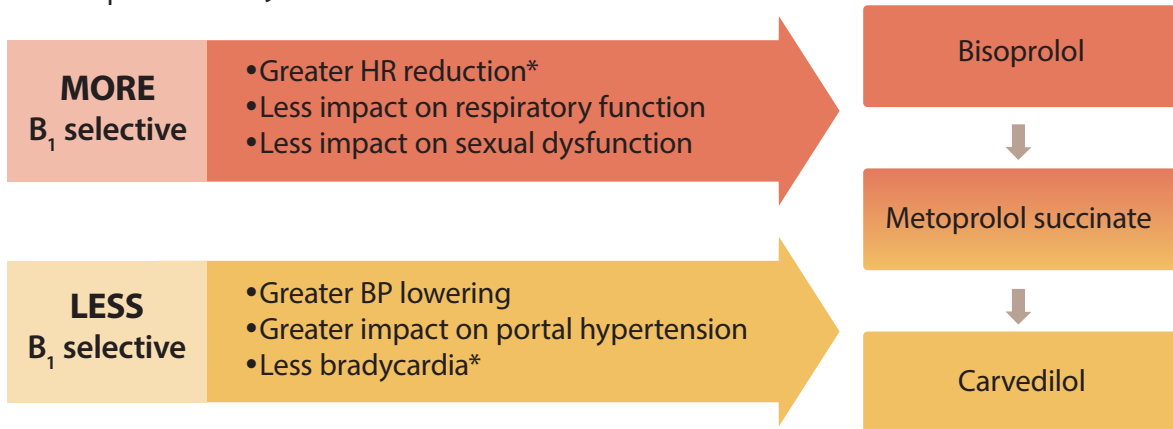 MORE
B₁ selective
•Greater HR reduction*
•Less impact on respiratory function
•Less impact on sexual dysfunction
LESS
B₁ selective
•Greater BP lowering
•Greater impact on portal hypertension
•Less bradycardia*
Bisoprolol
Metoprolol succinate
Carvedilol